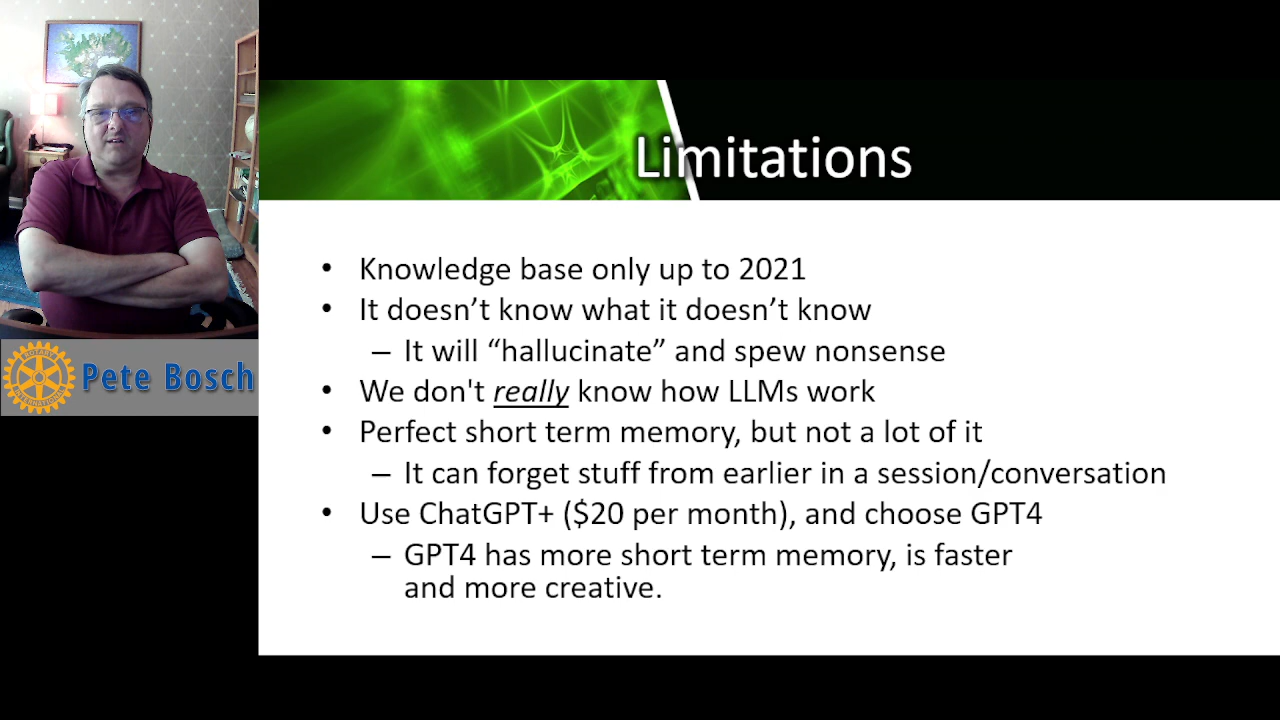 Limitations
• Knowledge base only up to 2021
• It doesn’t know what it doesn’t know
– It will “hallucinate” and spew nonsense
• We don't really know how LLMs work
• Perfect short term memory, but not a lot of it
– It can forget stuff from earlier in a session/conversation
• Use ChatGPT+ ($20 per month), and choose GPT4
– GPT4 has more short term memory, is faster
and more creative.
ROTARY
INTERNATIONAL
Pete Bosch